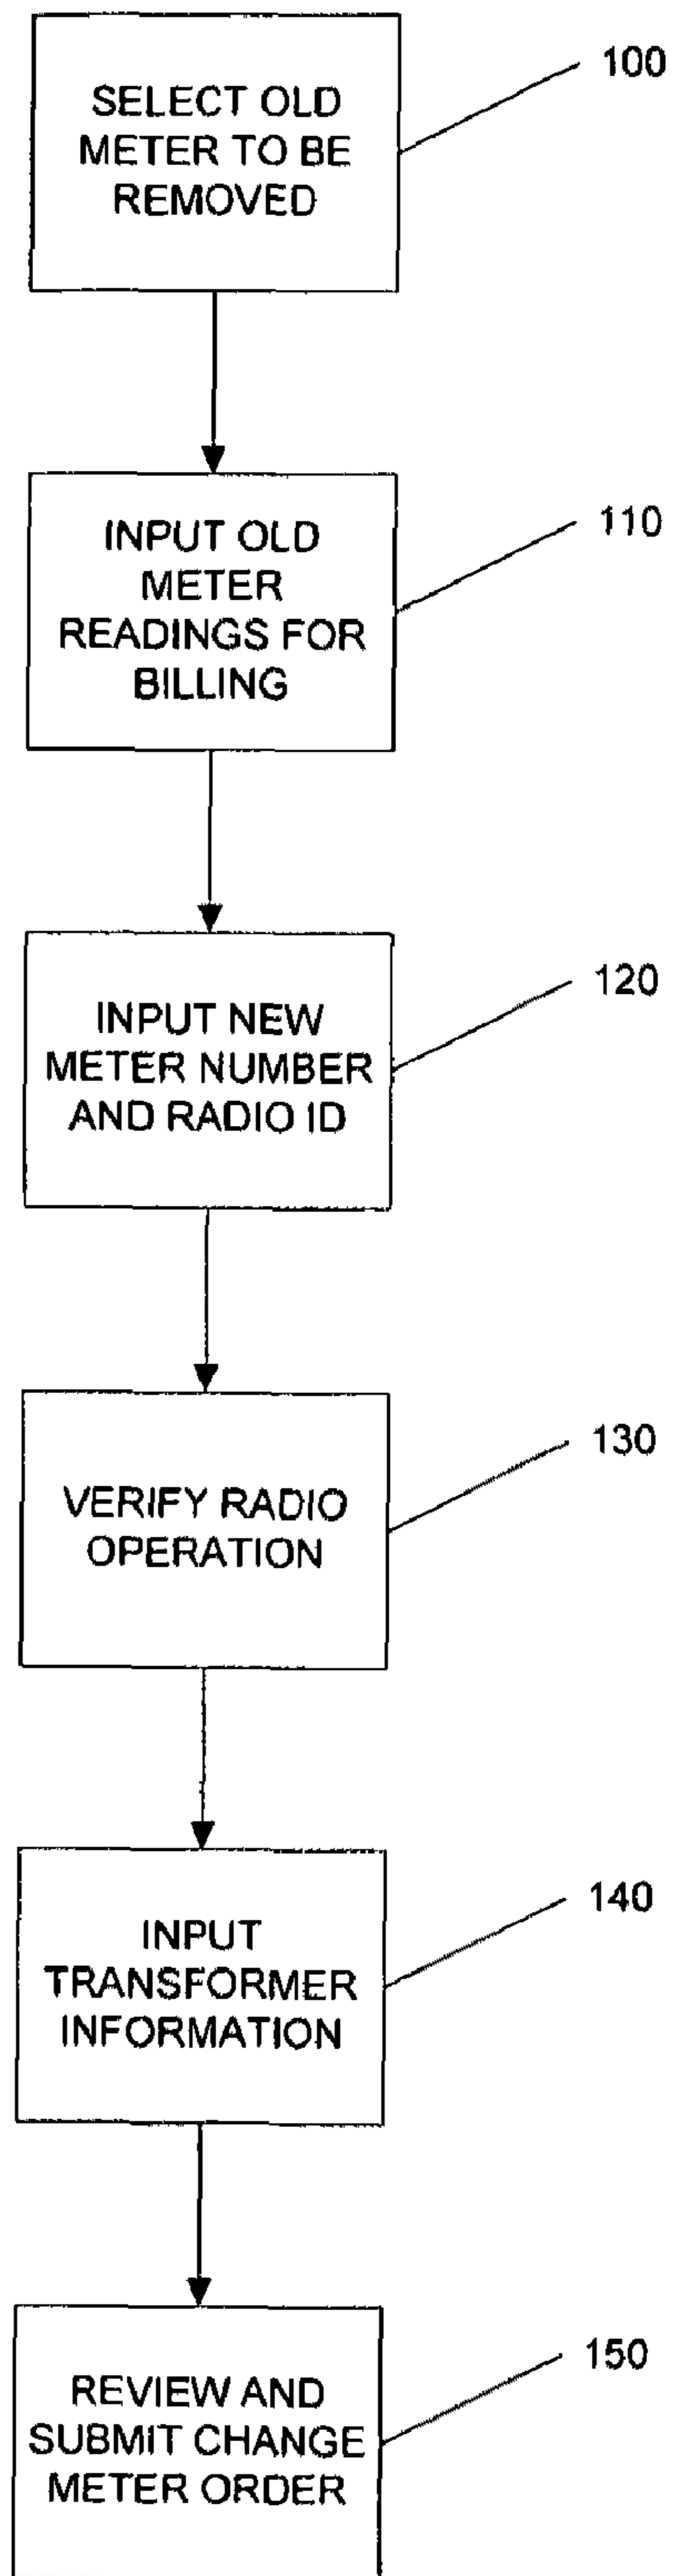 SELECT OLD
METER TO BE
REMOVED
100
INPUT OLD
METER
READINGS FOR
BILLING
110
INPUT NEW
METER NUMBER
AND RADIO ID
120
VERIFY RADIO
OPERATION
130
INPUT
TRANSFORMER
INFORMATION
140
REVIEW AND
SUBMIT CHANGE
METER ORDER
150